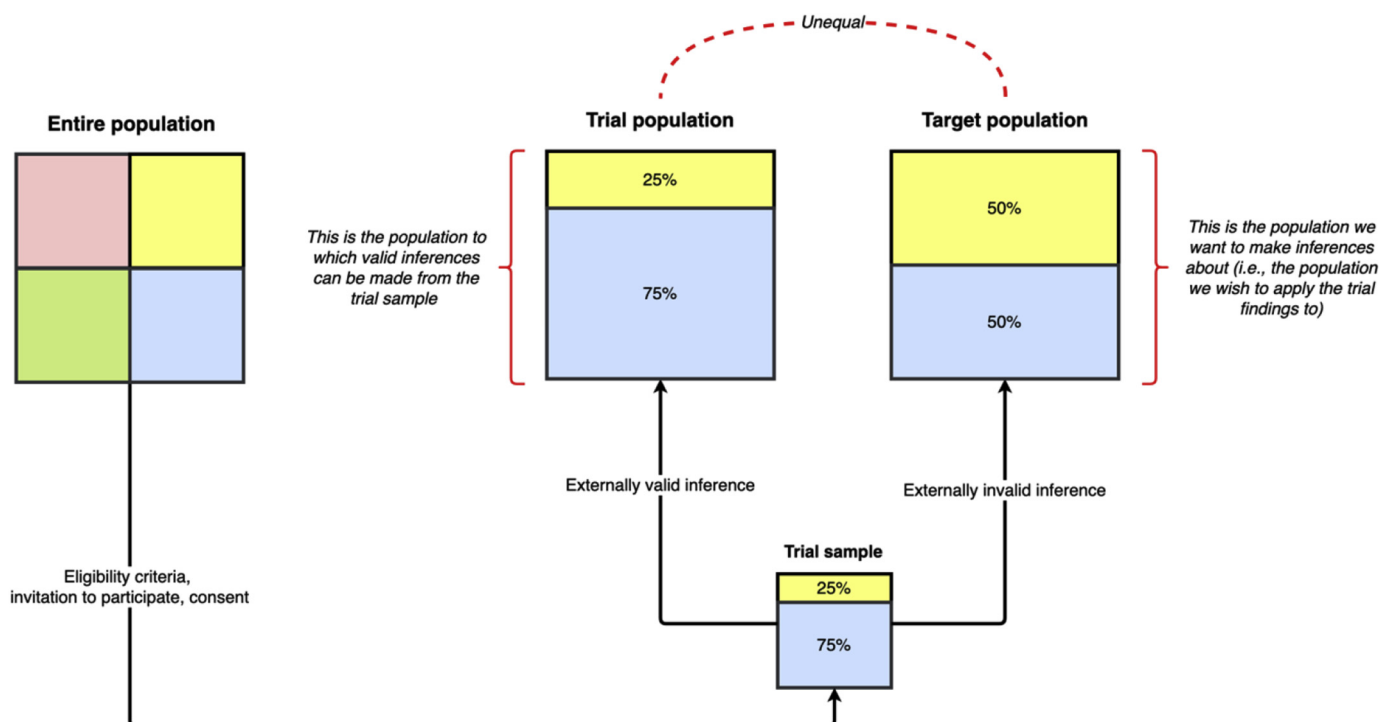 Unequal
Entire population
Trial population
Target population
25%
75%
50%
50%
This is the population to
which valid inferences
can be made from the
trial sample
This is the population we
want to make inferences
about (i.e., the population
we wish to apply the trial
findings to)
Externally valid inference
Externally invalid inference
Trial sample
25%
75%
Eligibility criteria,
invitation to participate, consent